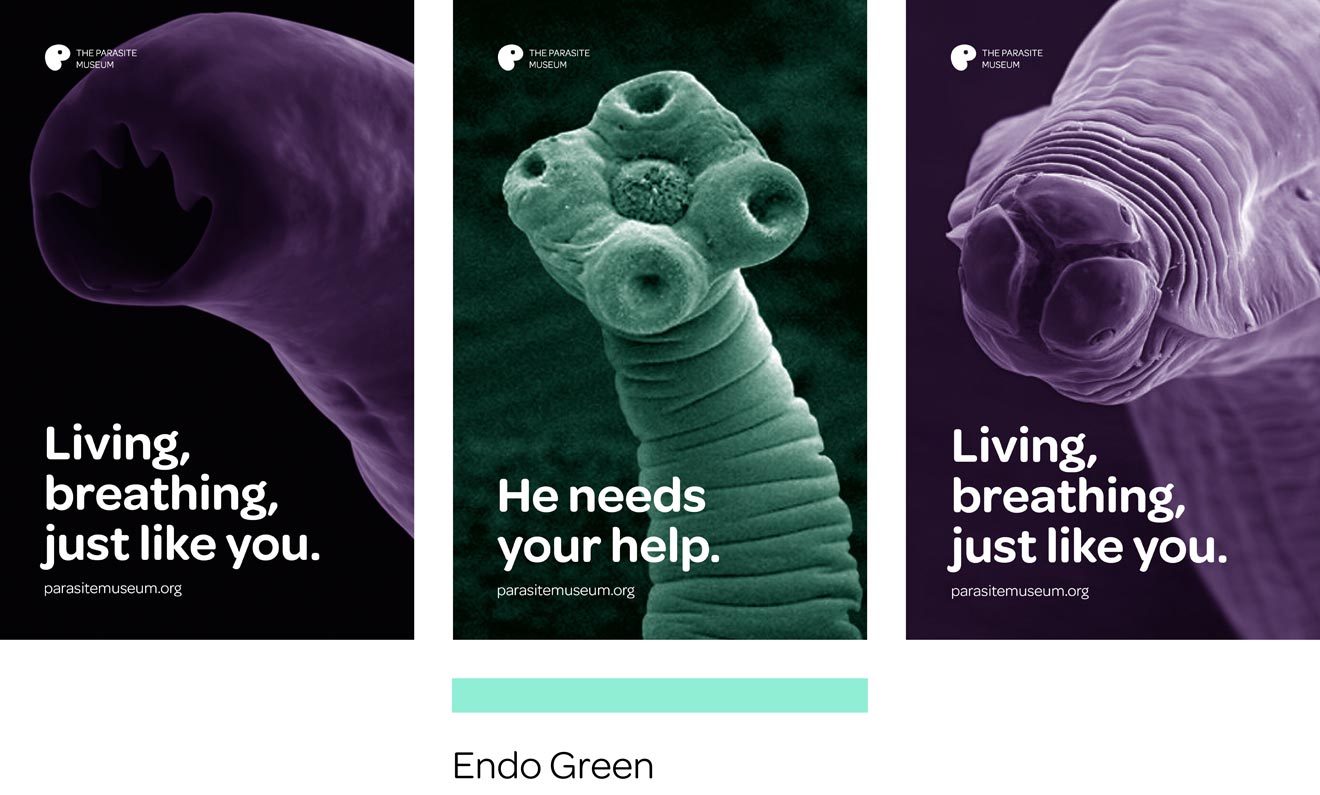 THE PARASITE
MUSEUM
Living,
breathing,
just like you.
parasitemuseum.org
THE PARASITE
MUSEUM
He needs
your help.
parasitemuseum.org
THE PARASITE
MUSEUM
Living,
breathing,
just like you.
parasitemuseum.org
Endo Green